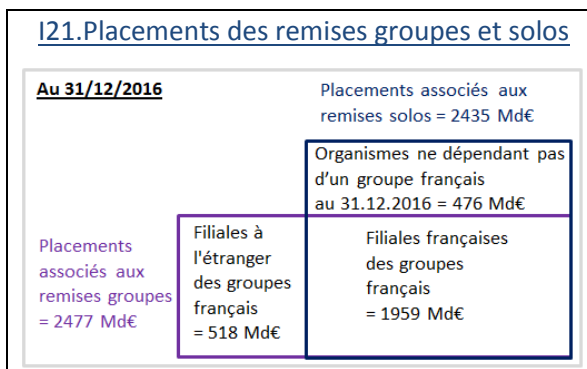 I21.Placements des remises groupes et solos
Au 31/12/2016
Placements associés aux
remises solos = 2435 Md€
Organismes ne dépendant pas
d'un groupe français
au 31.12.2016 = 476 Md€
Placements
associés aux
remises groupes
= 2477 Md€
Filiales à
l'étranger
des groupes
français
= 518 Md€
Filiales françaises
des groupes
français
= 1959 Md€